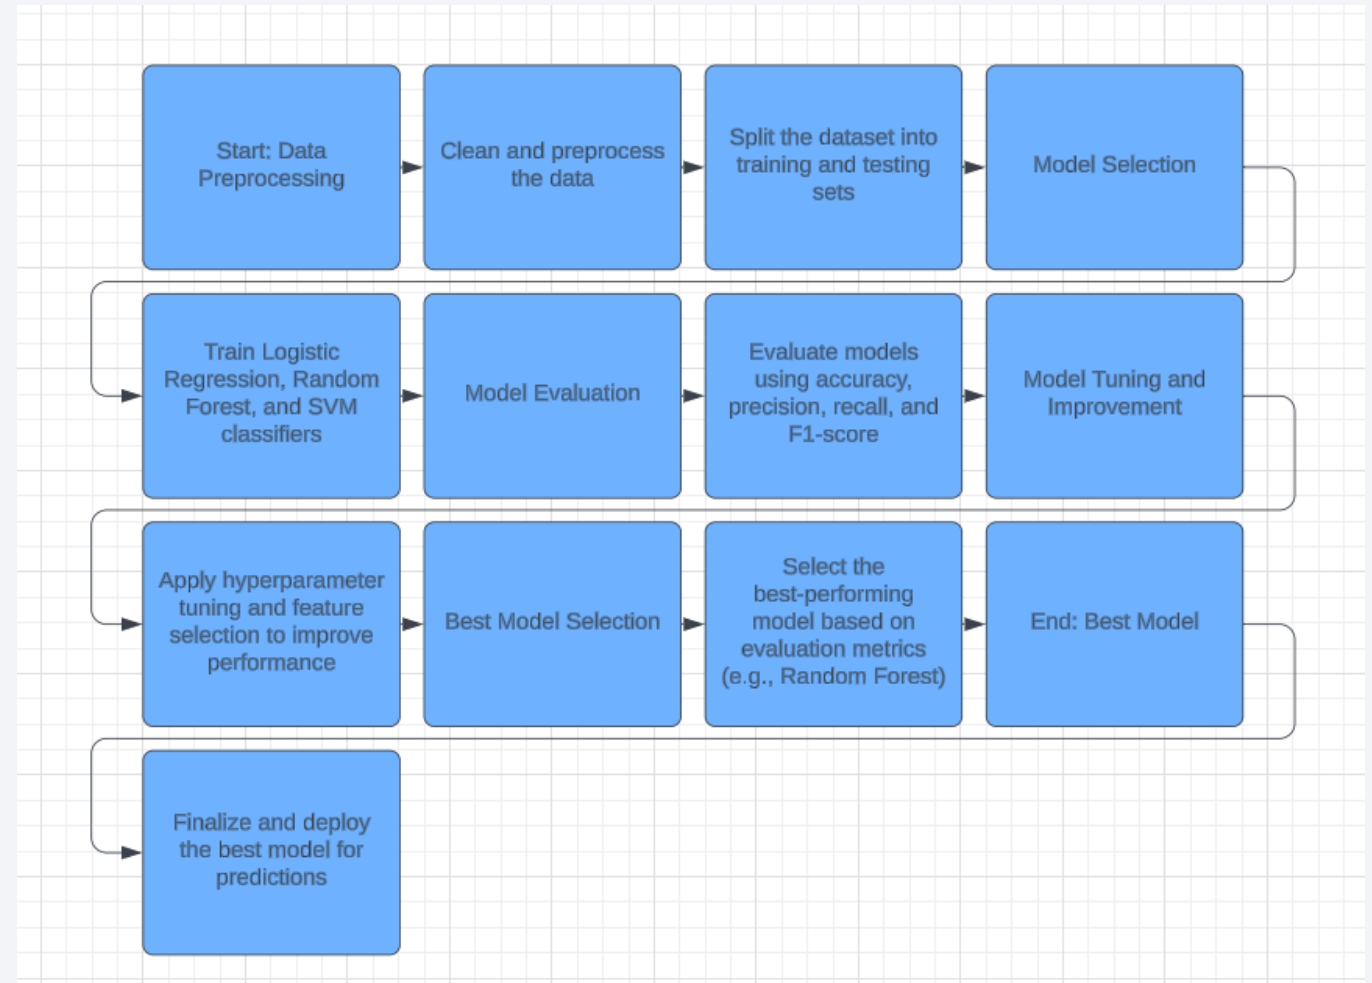 Start: Data
Preprocessing
Clean and preprocess
the data
Split the dataset into
training and testing
sets
Model Selection
Train Logistic
Regression, Random
Forest, and SVM
classifiers
Model Evaluation
Evaluate models
using accuracy,
precision, recall, and
F1-score
Model Tuning and
Improvement
Apply hyperparameter
tuning and feature
selection to improve
performance
Best Model Selection
Select the
best-performing
model based on
evaluation metrics
(e.g., Random Forest)
End: Best Model
Finalize and deploy
the best model for
predictions